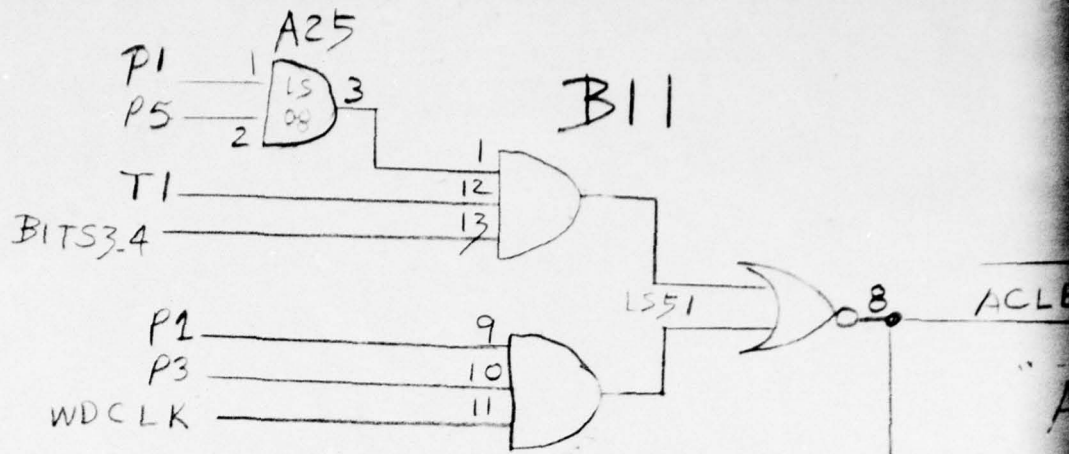 A25
P1 1
LS
08
3
P5
2
B11
1
T1 12
BITS3-4 13
LS51
8
P1 9
P3 10
WDCLK 11